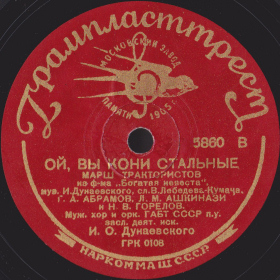 Грампласттрест
МОСКОВСКИЙ ЗАВОД
ПАМЯТИ 1905 г.
5860 В
ОЙ, ВЫ КОНИ СТАЛЬНЫЕ
МАРШ ТРАКТОРИСТОВ
из ф-ма „Богатая невеста"
муз. И. Дунаевского, сл. В. Лебедева-Кумача.
Г. А. АБРАМОВ, Л. М. АШКИНАЗИ
и Н. В. ГОРЕЛОВ.
Муж. хор и орк. ГАБТ СССР п.у.
засл. деят. иск.
И. О. Дунаевского
ГРК 0108
НАРКОММАШ СССР